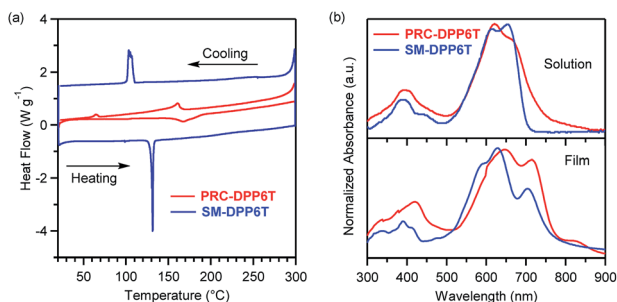 (a)
4
2
0
-2
-4
Heat Flow (W g⁻¹)
Cooling
Heating
PRC-DPP6T
SM-DPP6T
50
100
150
200
250
300
Temperature (°C)
(b)
Normalized Absorbance (a.u.)
PRC-DPP6T
SM-DPP6T
Solution
Film
300
400
500
600
700
800
900
Wavelength (nm)